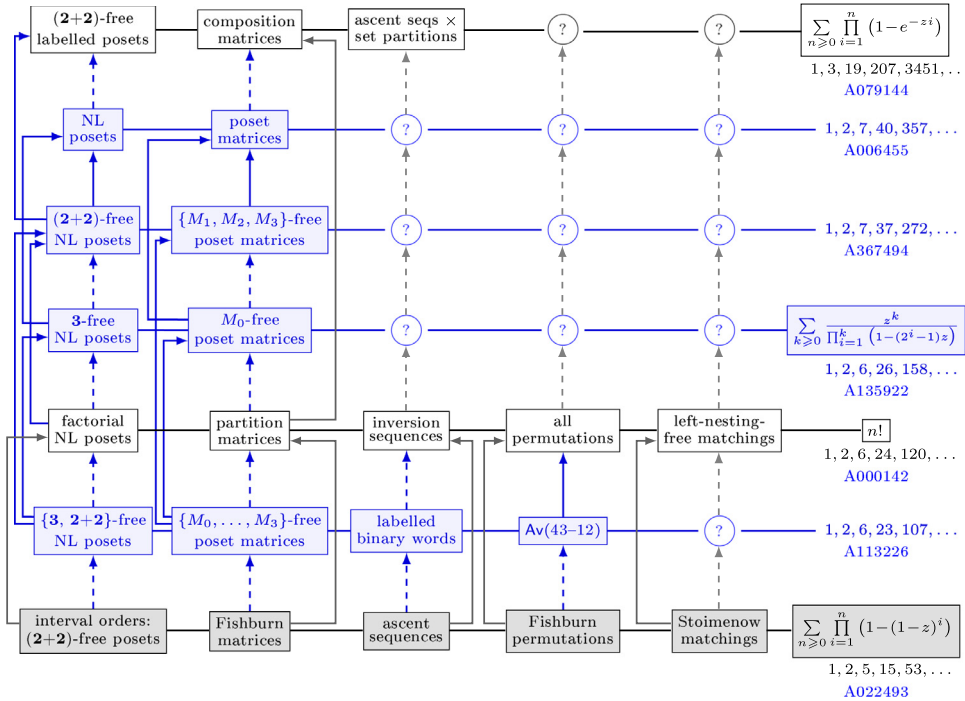 (2+2)-free
labelled posets
composition
matrices
ascent seqs ×
set partitions
?
?
∑_{n⩾0} ∏_{i=1}^{n} (1−e^{−zi})
1, 3, 19, 207, 3451, ..
A079144
NL
posets
poset
matrices
?
?
?
1, 2, 7, 40, 357, ...
A006455
(2+2)-free
NL posets
{M₁, M₂, M₃}-free
poset matrices
?
?
?
1, 2, 7, 37, 272, ...
A367494
3-free
NL posets
M₀-free
poset matrices
?
?
?
∑_{k⩾0} z^k / ∏_{i=1}^{k} (1−(2^i−1)z)
1, 2, 6, 26, 158, ...
A135922
factorial
NL posets
partition
matrices
inversion
sequences
all
permutations
left-nesting-
free matchings
n!
1, 2, 6, 24, 120, ...
A000142
{3, 2+2}-free
NL posets
{M₀, ..., M₃}-free
poset matrices
labelled
binary words
Av(43–12)
?
1, 2, 6, 23, 107, ...
A113226
interval orders:
(2+2)-free posets
Fishburn
matrices
ascent
sequences
Fishburn
permutations
Stoimenow
matchings
∑_{n⩾0} ∏_{i=1}^{n} (1−(1−z)^i)
1, 2, 5, 15, 53, ...
A022493